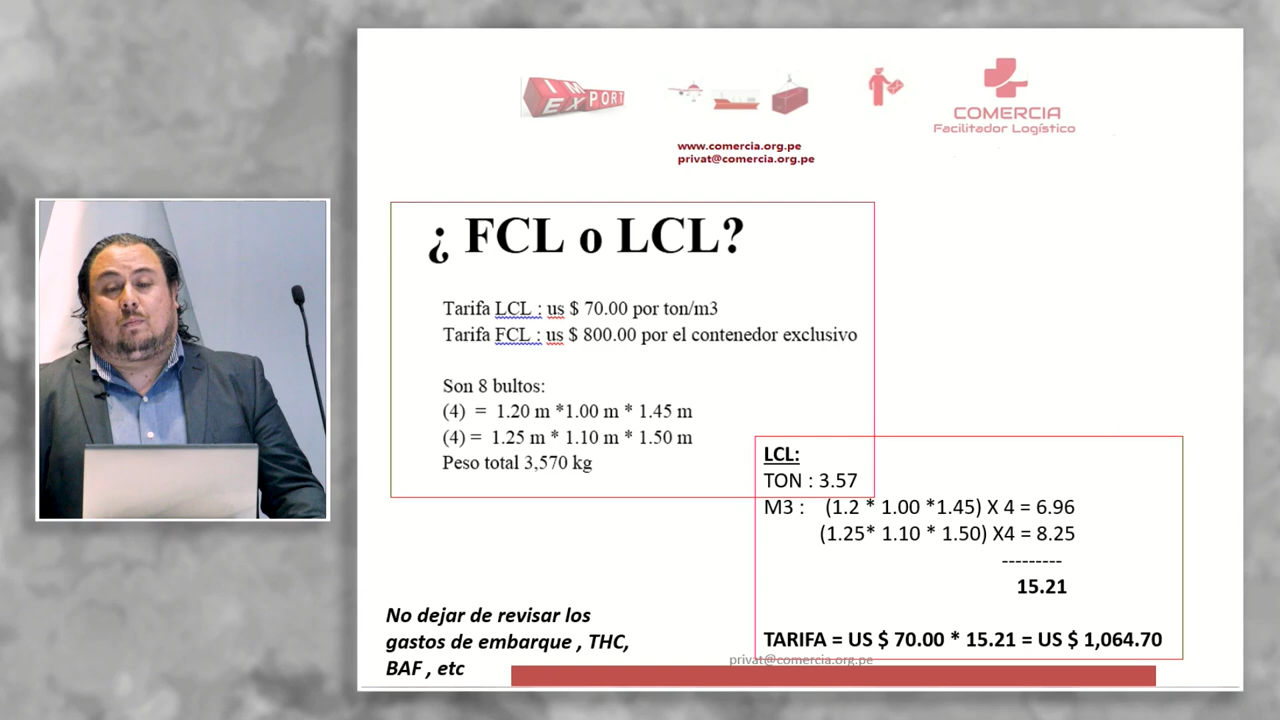 IM
EX PORT
COMERCIA
Facilitador Logístico
www.comercia.org.pe
privat@comercia.org.pe
¿ FCL o LCL?
Tarifa LCL : us $ 70.00 por ton/m3
Tarifa FCL : us $ 800.00 por el contenedor exclusivo
Son 8 bultos:
(4) = 1.20 m *1.00 m * 1.45 m
(4) = 1.25 m * 1.10 m * 1.50 m
Peso total 3,570 kg
LCL:
TON : 3.57
M3 : (1.2 * 1.00 *1.45) X 4 = 6.96
(1.25* 1.10 * 1.50) X4 = 8.25
---------
15.21
TARIFA = US $ 70.00 * 15.21 = US $ 1,064.70
No dejar de revisar los
gastos de embarque , THC,
BAF , etc
privat@comercia.org.pe